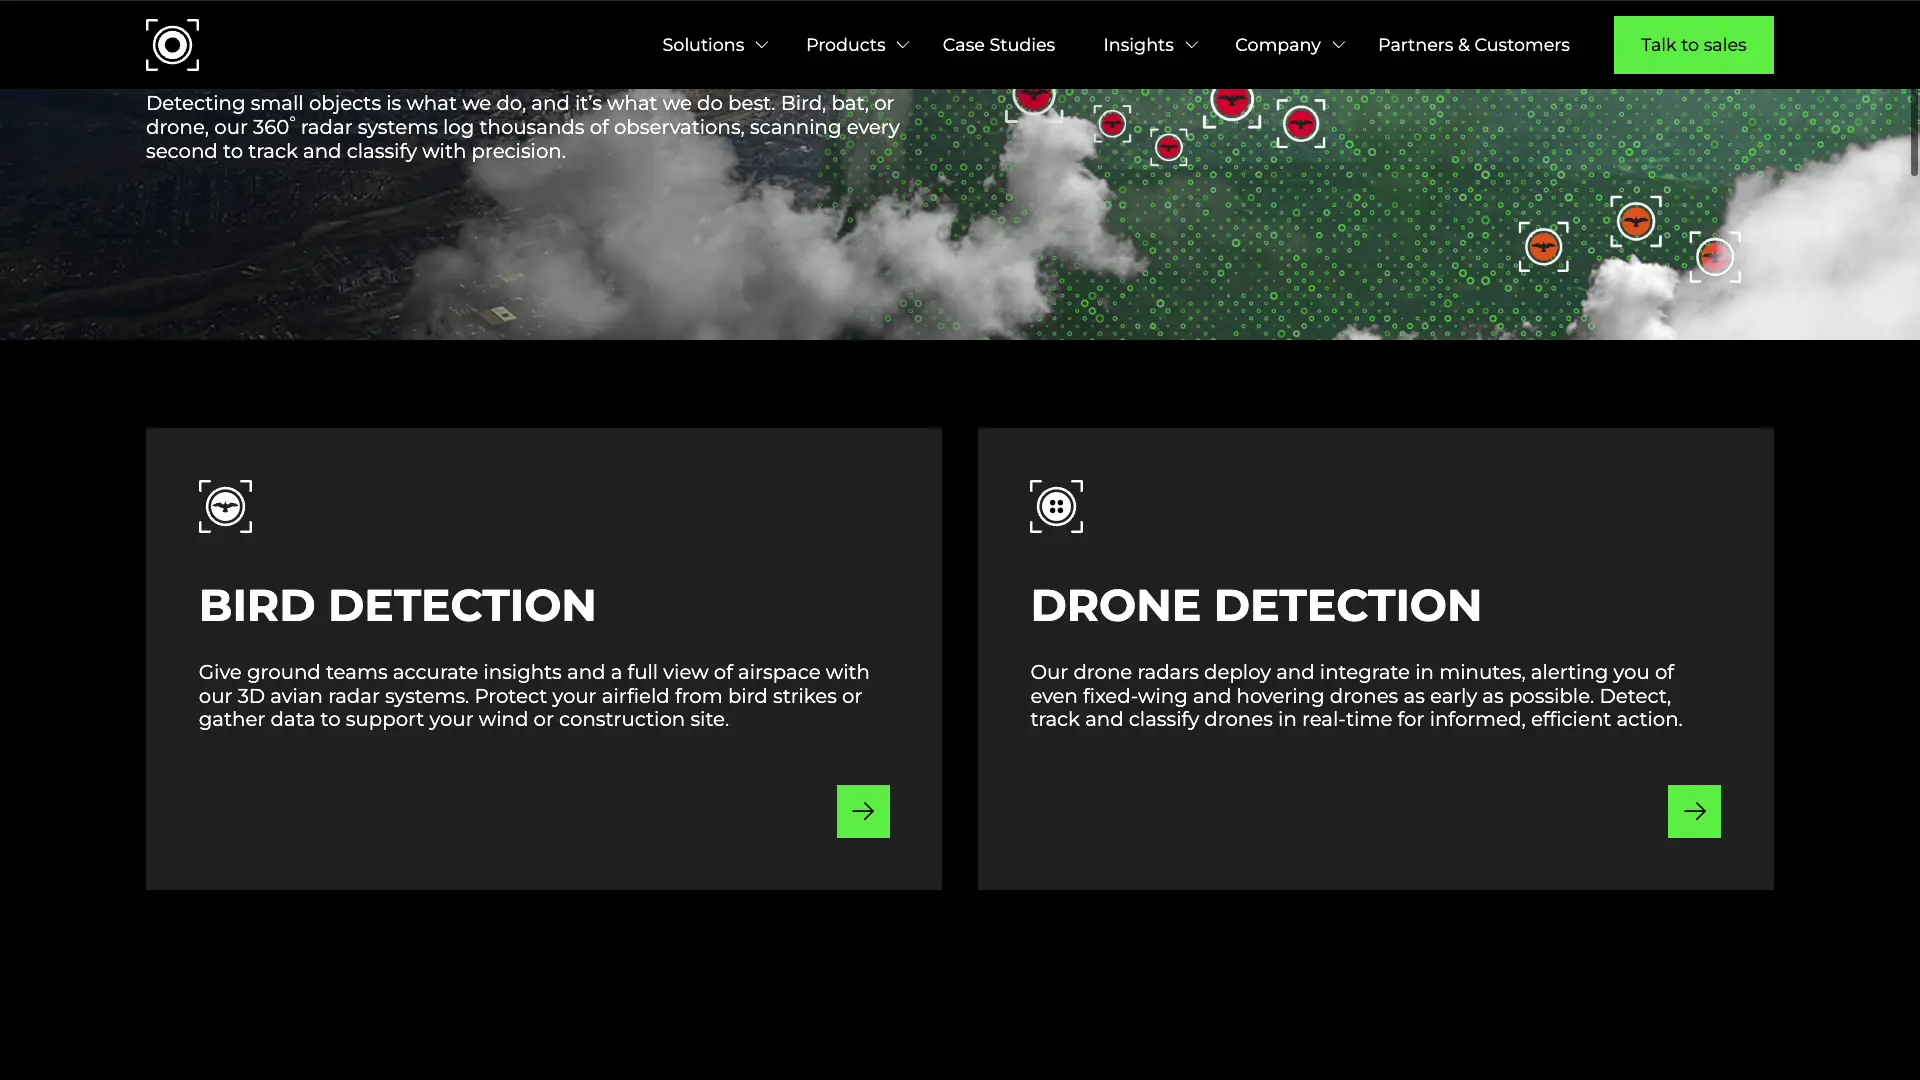 Solutions
Products
Case Studies
Insights
Company
Partners & Customers
Talk to sales
Detecting small objects is what we do, and it’s what we do best. Bird, bat, or
drone, our 360° radar systems log thousands of observations, scanning every
second to track and classify with precision.
BIRD DETECTION
Give ground teams accurate insights and a full view of airspace with
our 3D avian radar systems. Protect your airfield from bird strikes or
gather data to support your wind or construction site.
DRONE DETECTION
Our drone radars deploy and integrate in minutes, alerting you of
even fixed-wing and hovering drones as early as possible. Detect,
track and classify drones in real-time for informed, efficient action.